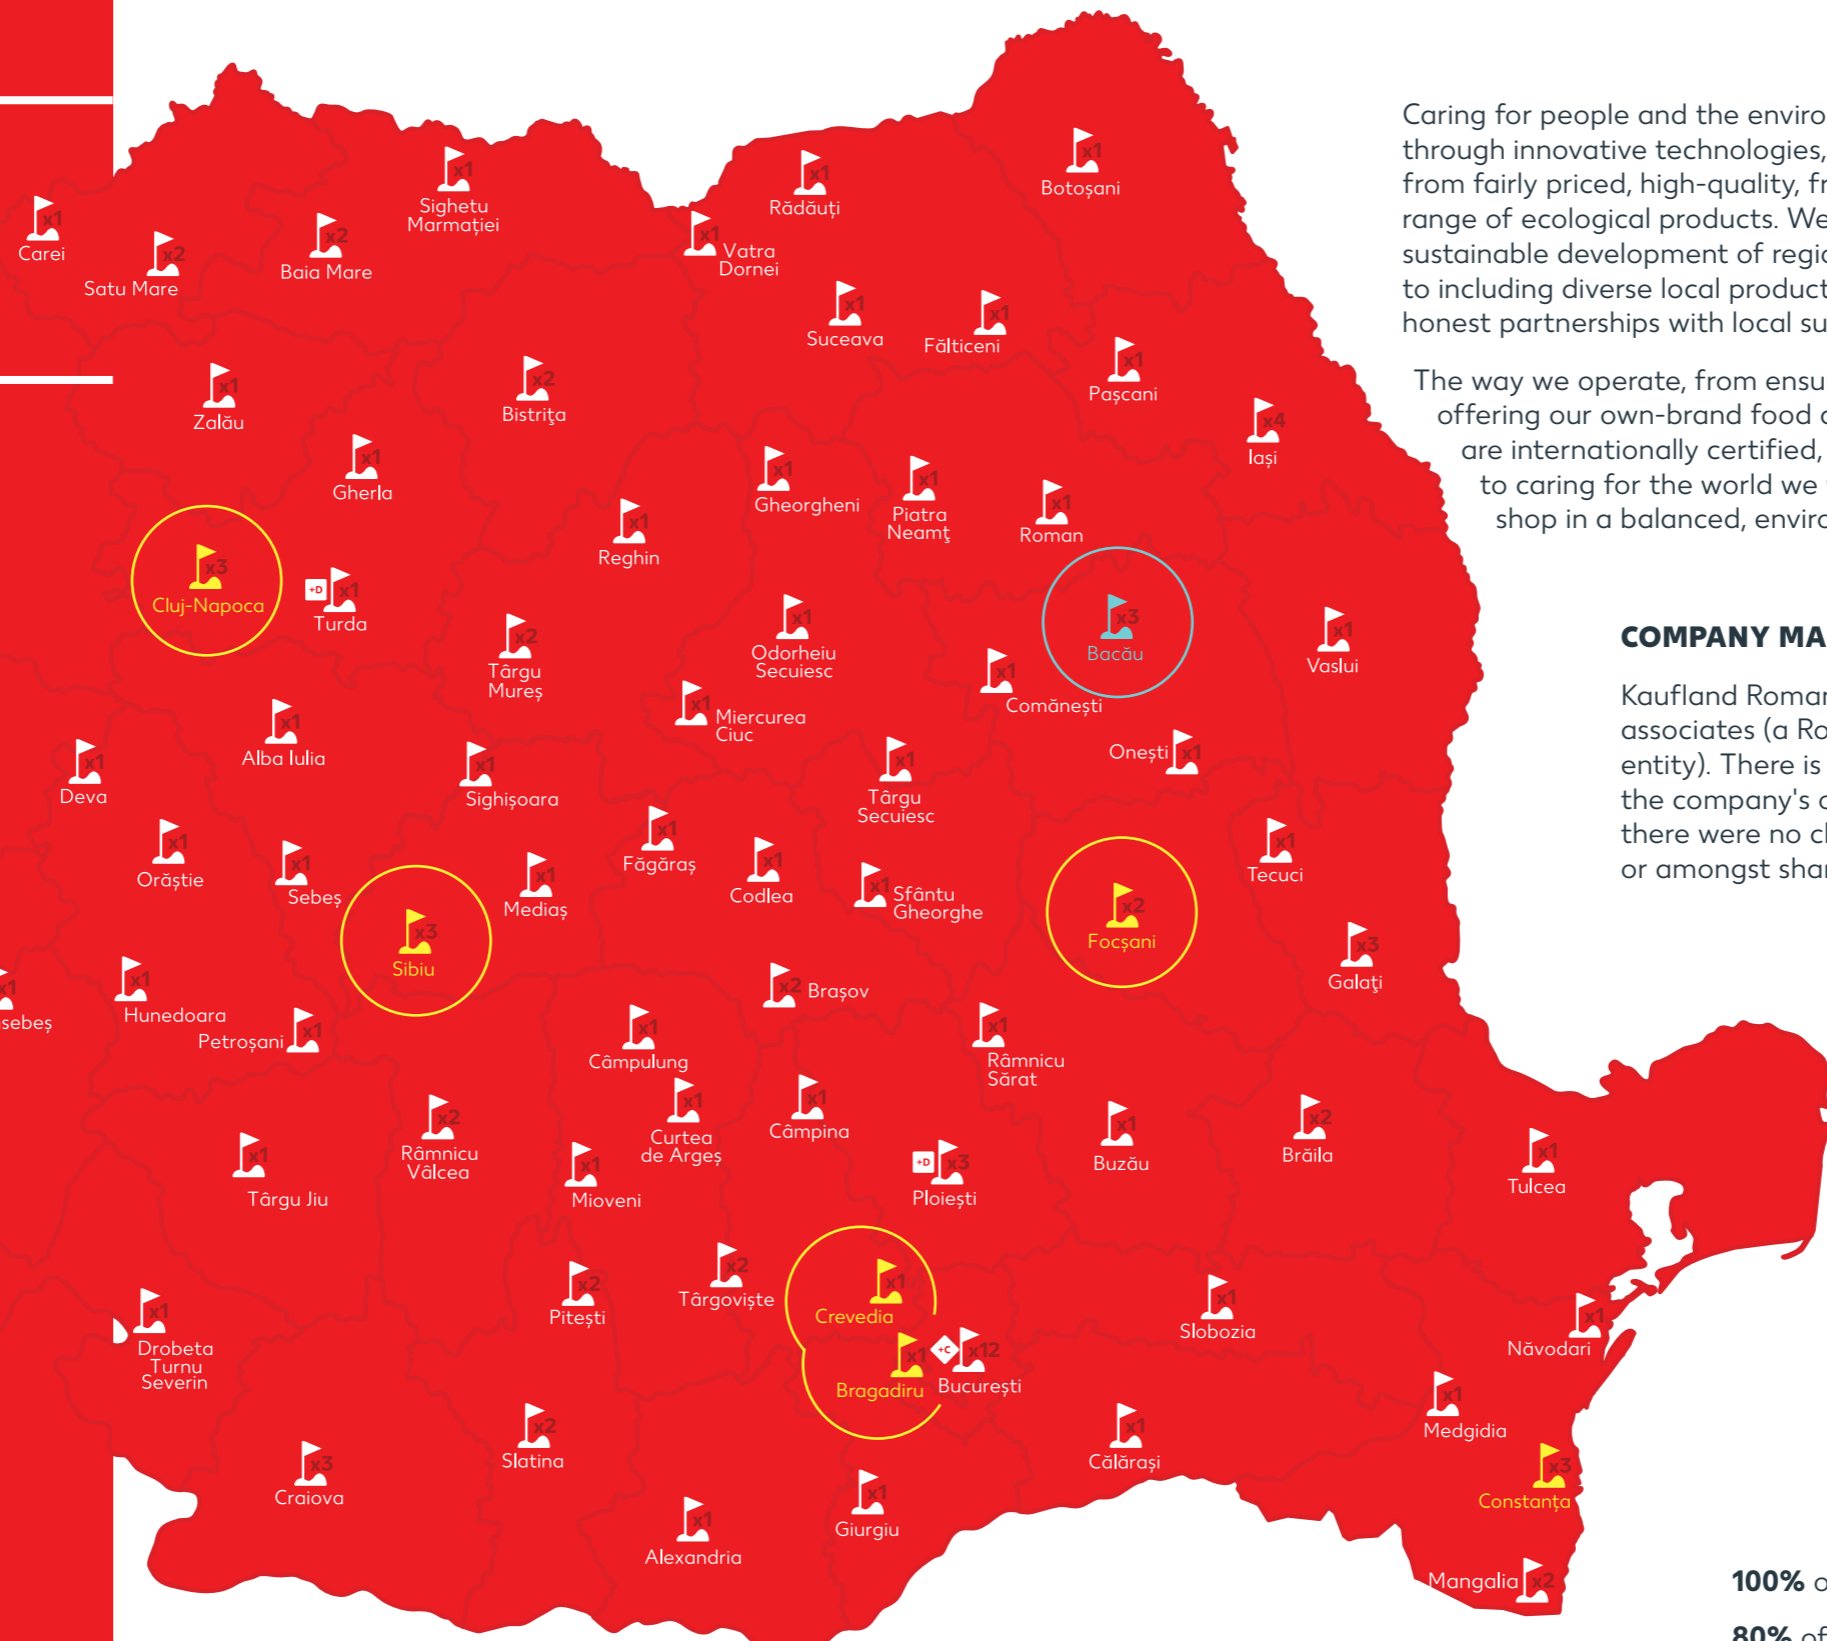 x1
Botoșani
x1
Sighetu
Marmației
x1
Rădăuți
x1
Carei
x2
Satu Mare
x2
Baia Mare
x1
Vatra
Dornei
x1
Suceava
x1
Fălticeni
x1
Pașcani
x1
Zalău
x2
Bistrița
x4
Iași
x1
Gherla
x1
Gheorgheni
x1
Piatra
Neamț
x1
Roman
x1
Reghin
x3
Cluj-Napoca
+D
x1
Turda
x2
Târgu
Mureș
x1
Odorheiu
Secuiesc
x3
Bacău
x1
Vaslui
x1
Comănești
x1
Miercurea
Ciuc
x1
Alba Iulia
x1
Deva
x1
Sighișoara
x1
Târgu
Secuiesc
Onești
x1
x1
Orăștie
x1
Sebeș
x1
Mediaș
x1
Făgăraș
x1
Codlea
x1
Sfântu
Gheorghe
x2
Focșani
x1
Tecuci
x3
Sibiu
x3
Galați
x1
sebeș
x1
Hunedoara
Petroșani
x1
x2
Brașov
x1
Câmpulung
x1
Râmnicu
Sărat
x1
Curtea
de Argeș
x1
Câmpina
x1
Târgu Jiu
x2
Râmnicu
Vâlcea
x1
Mioveni
+D
x3
Ploiești
x1
Buzău
x2
Brăila
x1
Tulcea
x1
Drobeta
Turnu
Severin
x2
Pitești
x2
Târgoviște
x1
Crevedia
x1
Bragadiru
+C
x12
București
x1
Slobozia
x1
Năvodari
x1
Medgidia
x3
Craiova
x2
Slatina
x1
Călărași
x3
Constanța
x1
Alexandria
x1
Giurgiu
Mangalia
x2
Caring for people and the enviro
through innovative technologies,
from fairly priced, high-quality, fr
range of ecological products. We
sustainable development of regio
to including diverse local product
honest partnerships with local su
The way we operate, from ensu
offering our own-brand food
are internationally certified,
to caring for the world we
shop in a balanced, enviro
COMPANY MA
Kaufland Roman
associates (a Ro
entity). There is
the company's
there were no cl
or amongst shar
100% o
80% of